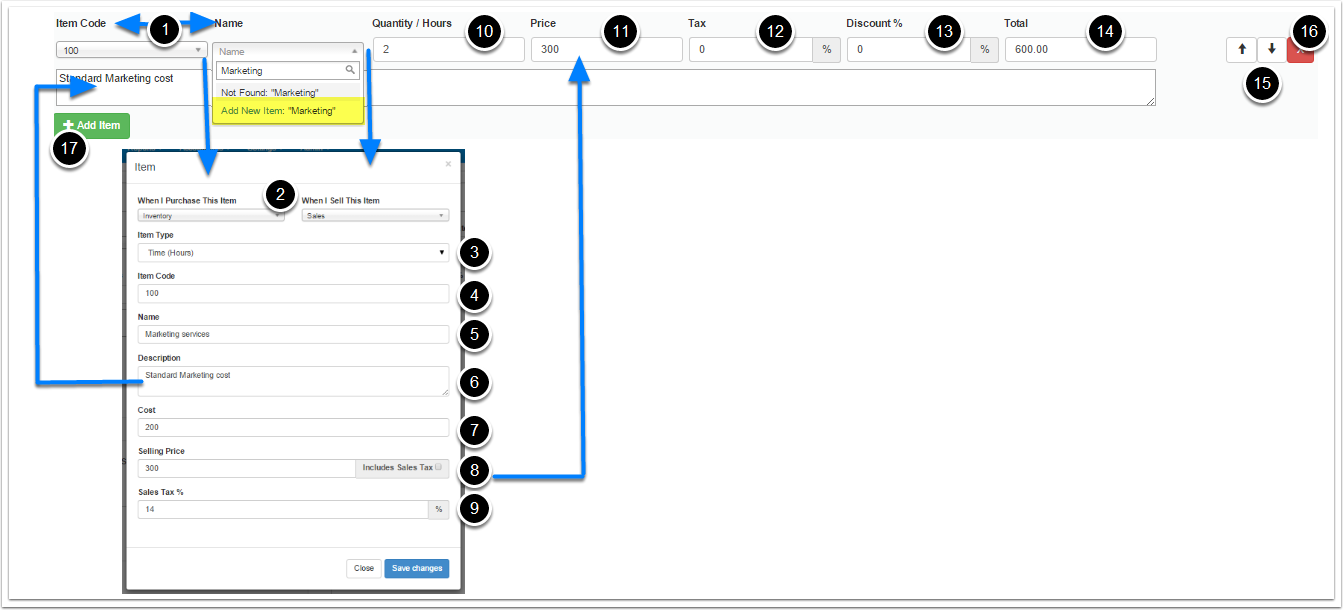 Item Code 1 Name Quantity / Hours 10 Price 11 Tax 12 Discount % 13 Total 14 16
100 Name 2 300 0 % 0 % 600.00
Standard Marketing cost Marketing
Not Found: "Marketing" 15
Add New Item: "Marketing"
Add Item
17
Item ×
2
When I Purchase This Item When I Sell This Item
Inventory Sales
Item Type
Time (Hours) 3
Item Code
100 4
Name
Marketing services 5
Description
Standard Marketing cost 6
Cost
200 7
Selling Price
300 Includes Sales Tax 8
Sales Tax %
14 % 9
Close Save changes